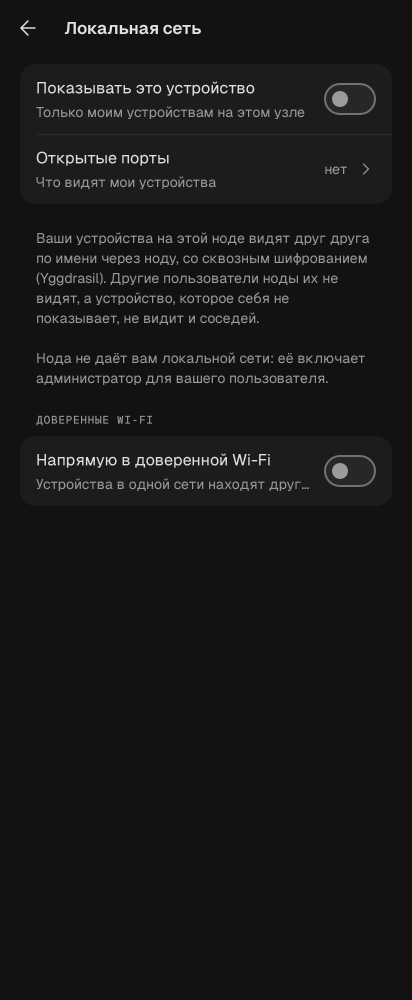 Локальная сеть
Показывать это устройство
Только моим устройствам на этом узле
Открытые порты
Что видят мои устройства
нет
Ваши устройства на этой ноде видят друг друга
по имени через ноду, со сквозным шифрованием
(Yggdrasil). Другие пользователи ноды их не
видят, а устройство, которое себя не
показывает, не видит и соседей.
Нода не даёт вам локальной сети: её включает
администратор для вашего пользователя.
ДОВЕРЕННЫЕ WI-FI
Напрямую в доверенной Wi-Fi
Устройства в одной сети находят друг…